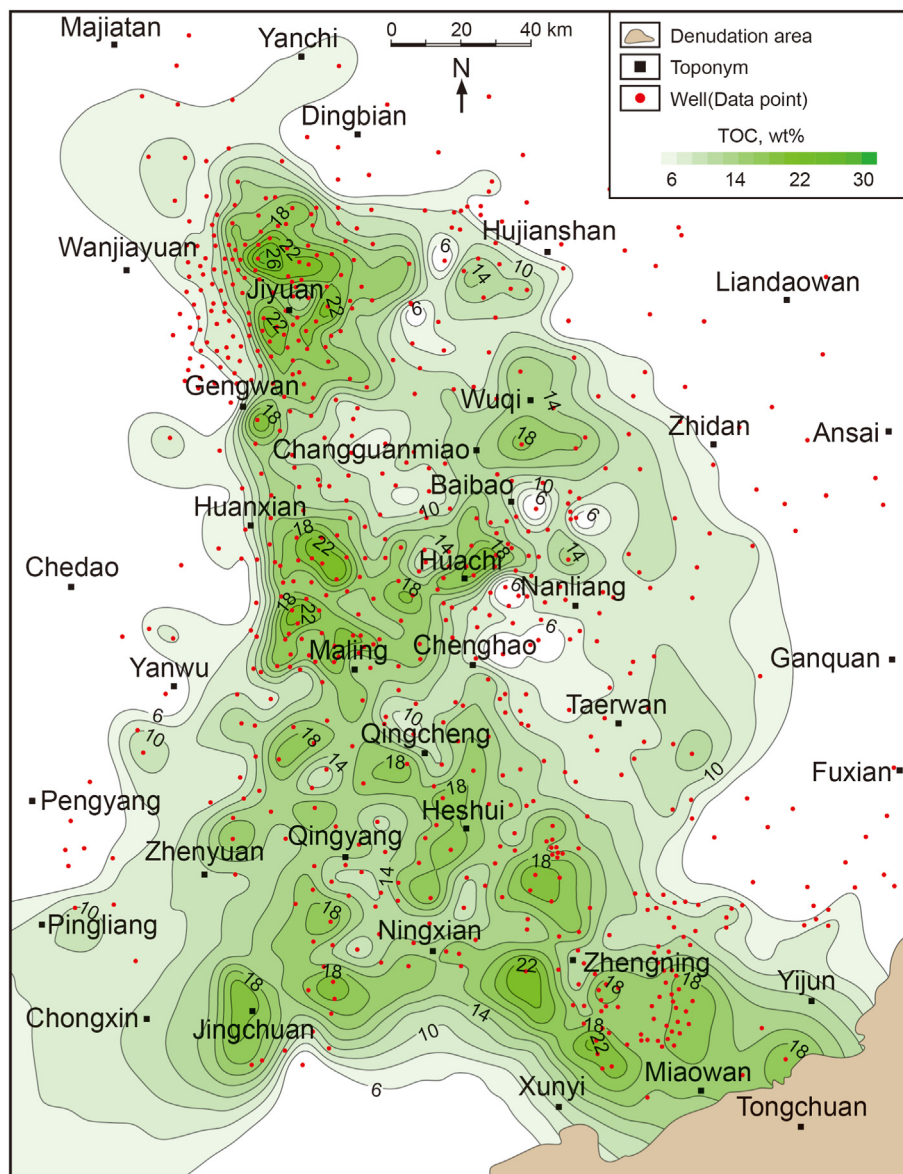 Majiatan
Yanchi
0 20 40 km
N
Denudation area
Toponym
Well(Data point)
TOC, wt%
6 14 22 30
Dingbian
18
22
26
Wanjiayuan
6
Hujianshan
10
14
Liandaowan
Jiyuan
22
22
6
Gengwan
18
Wuqi
14
18
Changguanmiao
Zhidan
Ansai
Baibao
10
6
6
10
Huanxian
18
22
14
18
14
Huachi
Chedao
18
6
Nanliang
18
22
6
Maling
Chenghao
Ganquan
Yanwu
6
10
10
Taerwan
18
Qingcheng
14
18
10
Fuxian
18
Pengyang
Heshui
Qingyang
Zhenyuan
14
18
10
Pingliang
18
Ningxian
22
Zhengning
18
18
18
18
Yijun
Chongxin
Jingchuan
14
10
18
22
18
6
Xunyi
Miaowan
Tongchuan